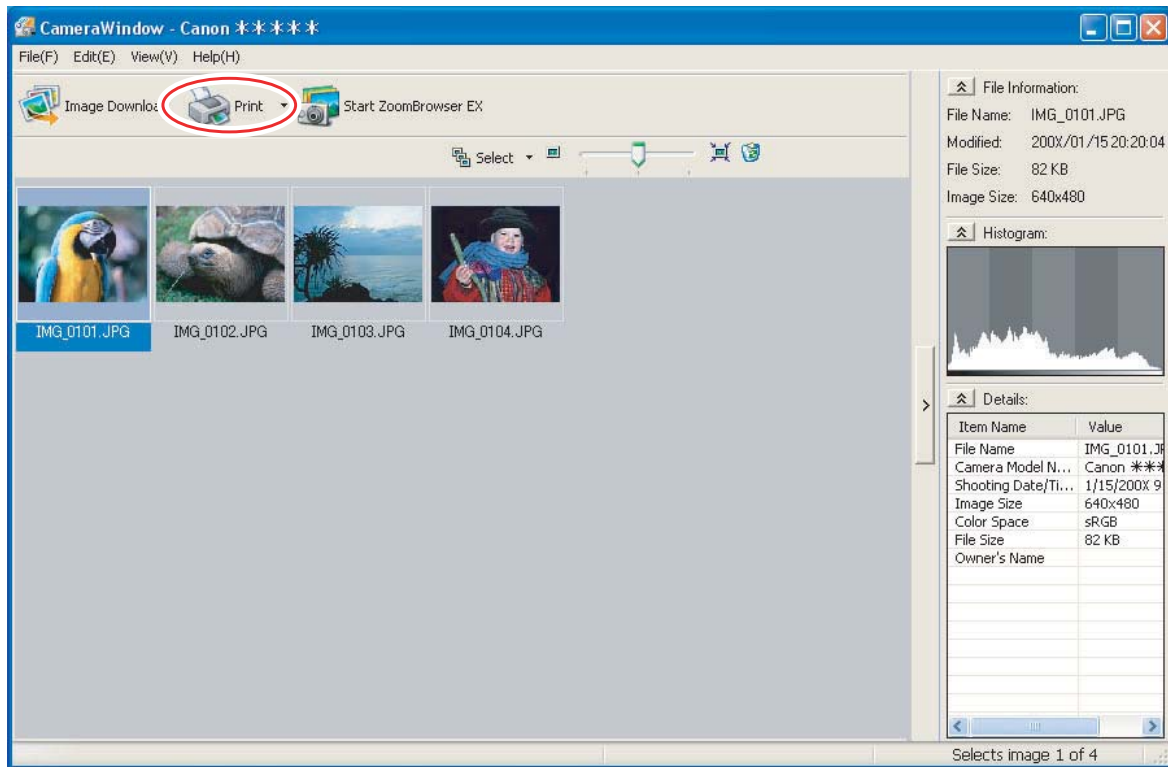 CameraWindow - Canon *****
File(F) Edit(E) View(V) Help(H)
Image Downloa Print Start ZoomBrowser EX
Select
IMG_0101.JPG IMG_0102.JPG IMG_0103.JPG IMG_0104.JPG
File Information:
File Name: IMG_0101.JPG
Modified: 200X/01/15 20:20:04
File Size: 82 KB
Image Size: 640x480
Histogram:
Details:
Item Name Value
File Name IMG_0101.JP
Camera Model N... Canon ***
Shooting Date/Ti... 1/15/200X 9
Image Size 640x480
Color Space sRGB
File Size 82 KB
Owner's Name
>
Selects image 1 of 4